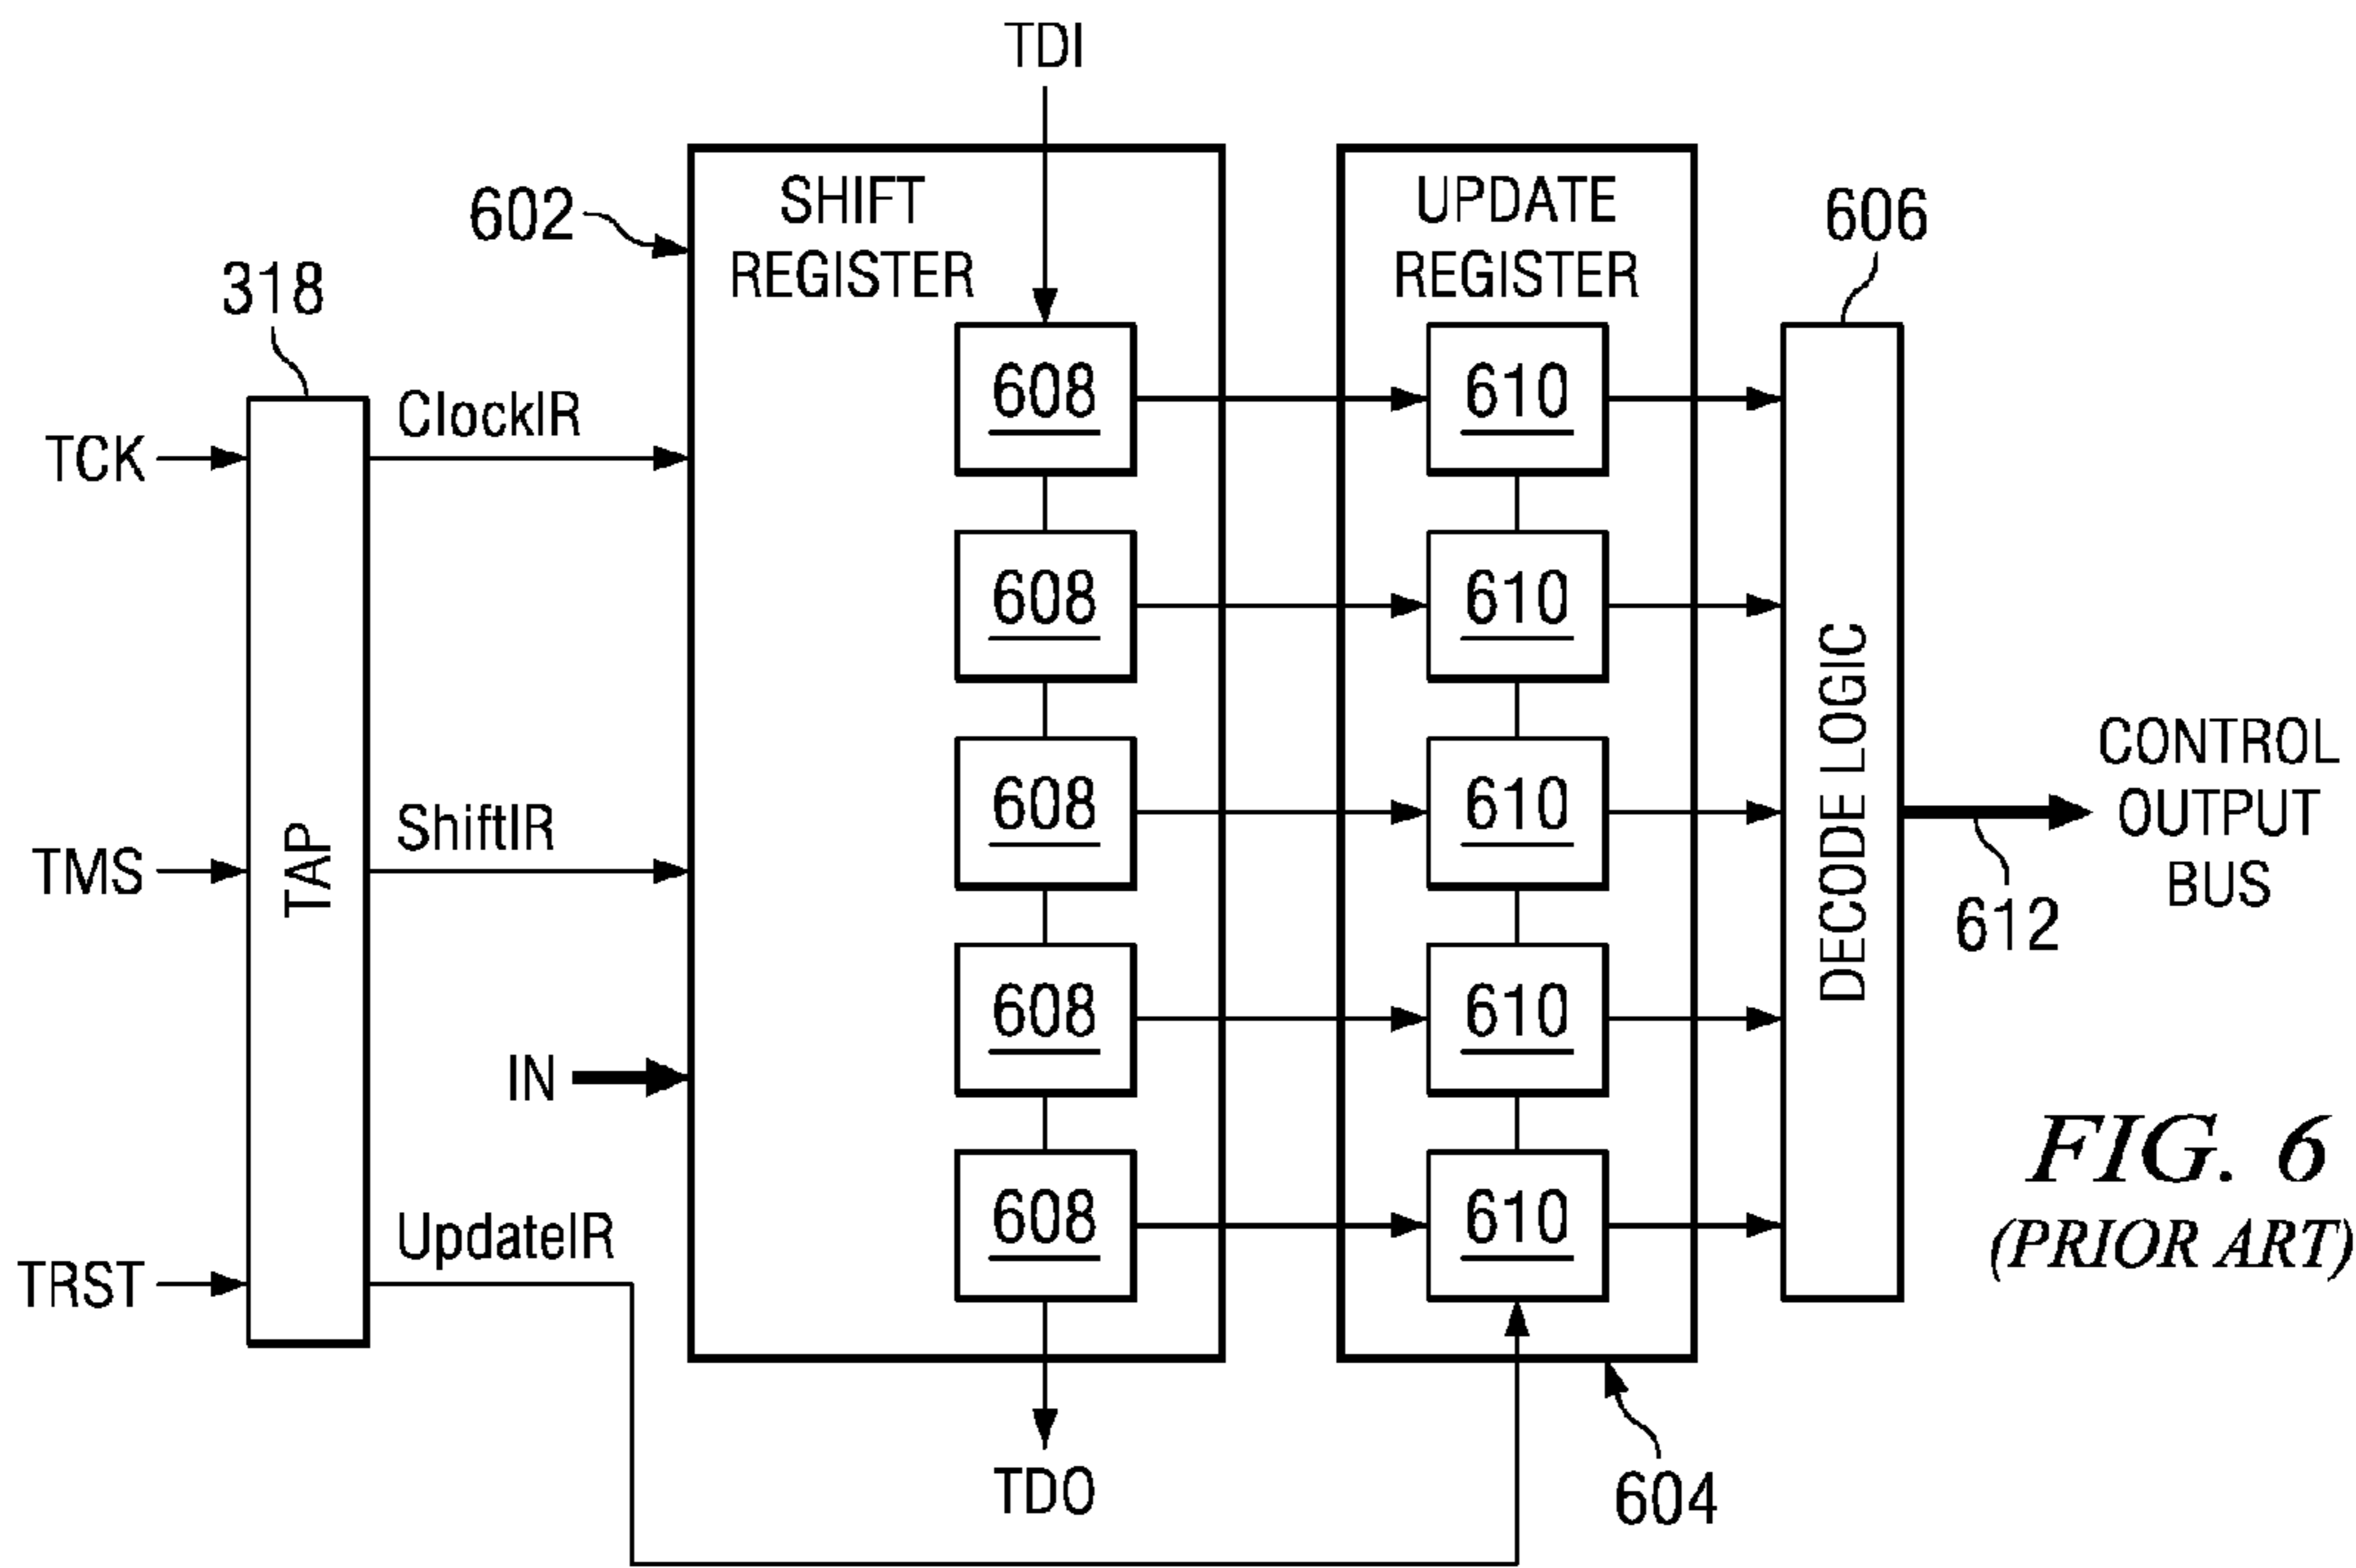 TDI
602
SHIFT
REGISTER
UPDATE
REGISTER
606
318
TCK
ClockIR
608
610
608
610
TMS
TAP
ShiftIR
608
610
DECODE LOGIC
CONTROL
OUTPUT
BUS
612
IN
608
610
TRST
UpdateIR
608
610
TDO
604
FIG. 6
(PRIOR ART)